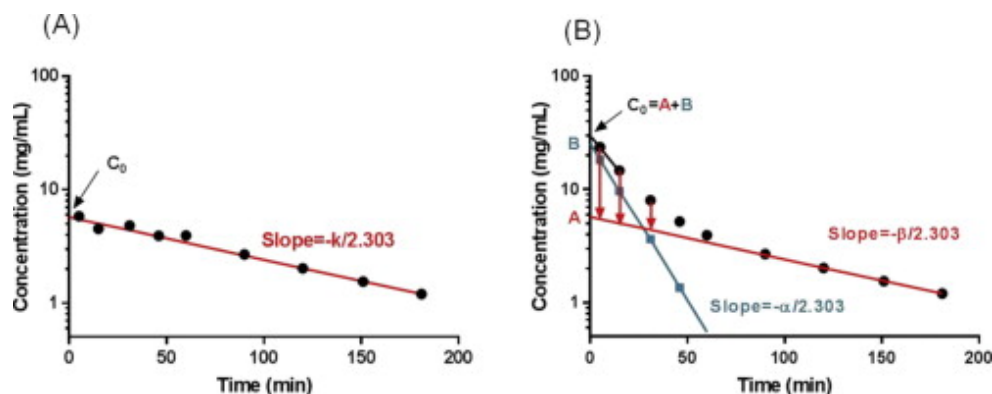 (A)
100
10
1
Concentration (mg/mL)
C₀
Slope=-k/2.303
0
50
100
150
200
Time (min)
(B)
100
10
1
Concentration (mg/mL)
C₀=A+B
B
A
Slope=-β/2.303
Slope=-α/2.303
0
50
100
150
200
Time (min)